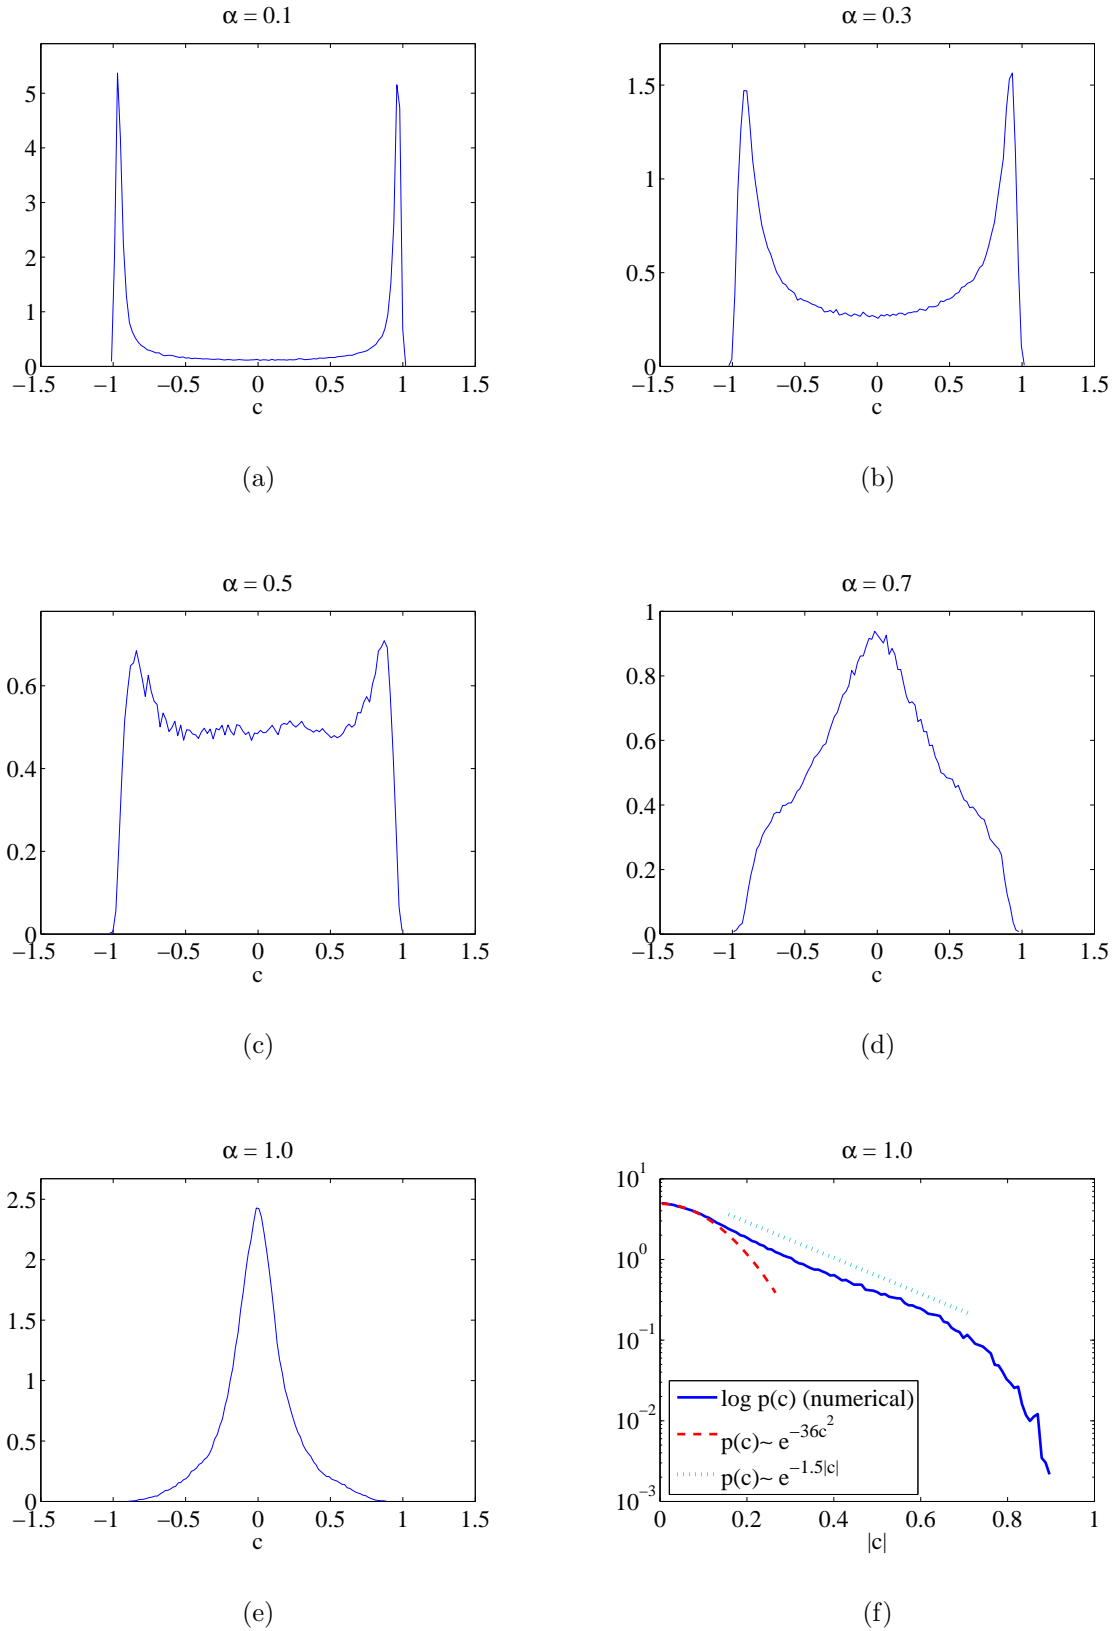 α = 0.1
5
4
3
2
1
0
−1.5 −1 −0.5 0 0.5 1 1.5
c
(a)
α = 0.3
1.5
1
0.5
0
−1.5 −1 −0.5 0 0.5 1 1.5
c
(b)
α = 0.5
0.6
0.4
0.2
0
−1.5 −1 −0.5 0 0.5 1 1.5
c
(c)
α = 0.7
1
0.8
0.6
0.4
0.2
0
−1.5 −1 −0.5 0 0.5 1 1.5
c
(d)
α = 1.0
2.5
2
1.5
1
0.5
0
−1.5 −1 −0.5 0 0.5 1 1.5
c
(e)
α = 1.0
10^1
10^0
10^−1
10^−2
10^−3
log p(c) (numerical)
p(c)~ e^−36c^2
p(c)~ e^−1.5|c|
0 0.2 0.4 0.6 0.8 1
|c|
(f)